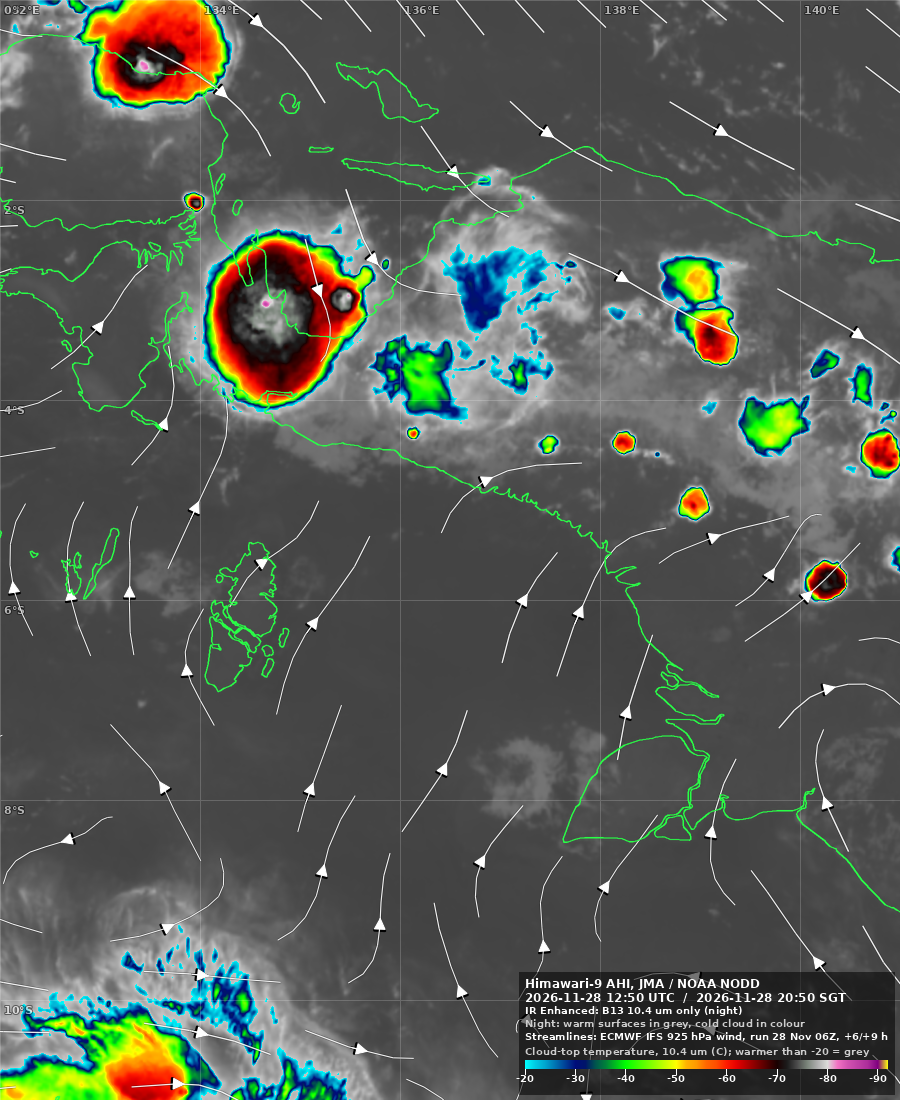 0°2°E 134°E 136°E 138°E 140°E
2°S
4°S
6°S
8°S
10°S
Himawari-9 AHI, JMA / NOAA NODD
2026-11-28 12:50 UTC / 2026-11-28 20:50 SGT
IR Enhanced: B13 10.4 um only (night)
Night: warm surfaces in grey, cold cloud in colour
Streamlines: ECMWF IFS 925 hPa wind, run 28 Nov 06Z, +6/+9 h
Cloud-top temperature, 10.4 um (C); warmer than -20 = grey
-20 -30 -40 -50 -60 -70 -80 -90